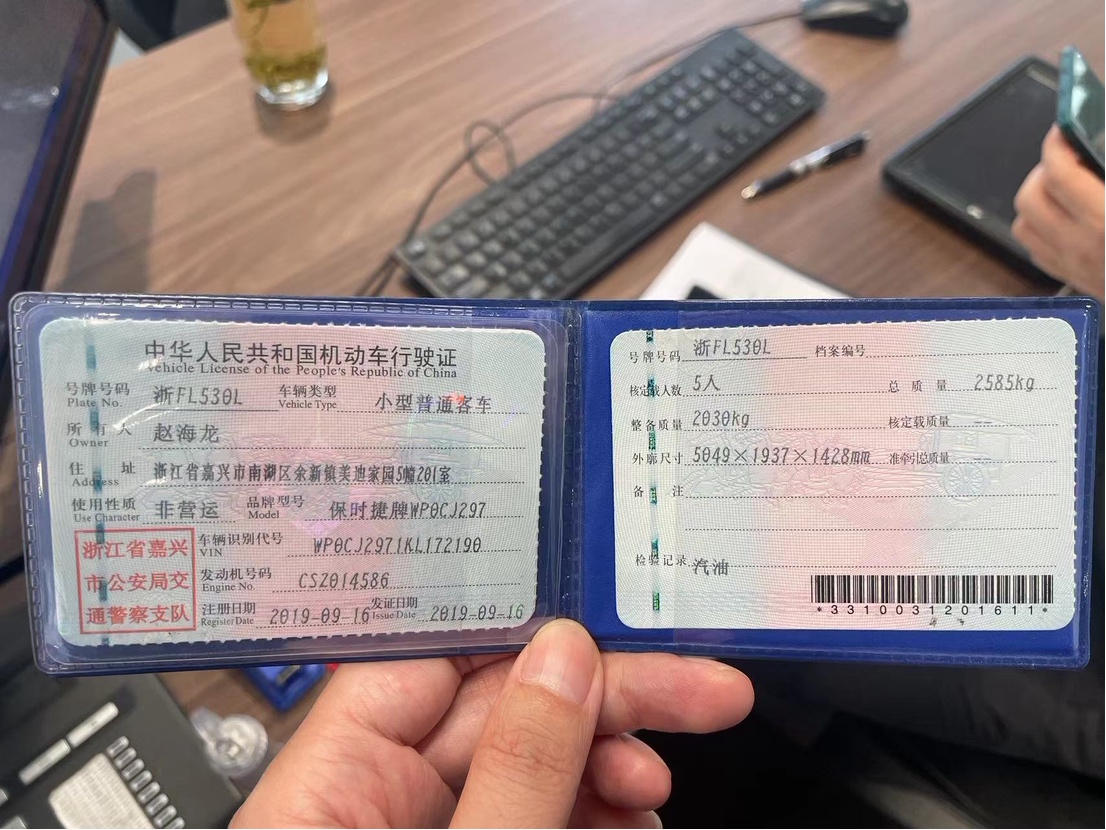 中华人民共和国机动车行驶证
Vehicle License of the People's Republic of China
号牌号码 浙FL530L 车辆类型 小型普通客车
Plate No. Vehicle Type
所有人 赵海龙
Owner
住址 浙江省嘉兴市南湖区余新镇美地家园5幢201室
Address
使用性质 非营运 品牌型号 保时捷牌WP0CJ297
Use Character Model
浙江省嘉兴
市公安局交
通警察支队
车辆识别代号 WP0CJ2971KL172190
VIN
发动机号码 CSZ014586
Engine No.
注册日期 2019-09-16 发证日期 2019-09-16
Register Date Issue Date
号牌号码 浙FL530L 档案编号
核定载人数 5人 总质量 2585kg
整备质量 2030kg 核定载质量 --
外廓尺寸 5049×1937×1428mm 准牵引总质量 --
备注
检验记录 汽油
*3310031201611*